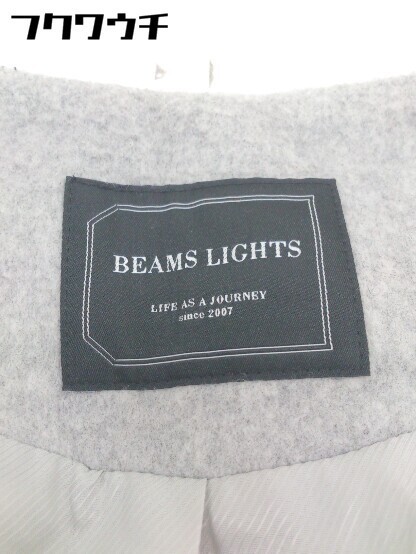 フクワウチ
BEAMS LIGHTS
LIFE AS A JOURNEY
since 2007